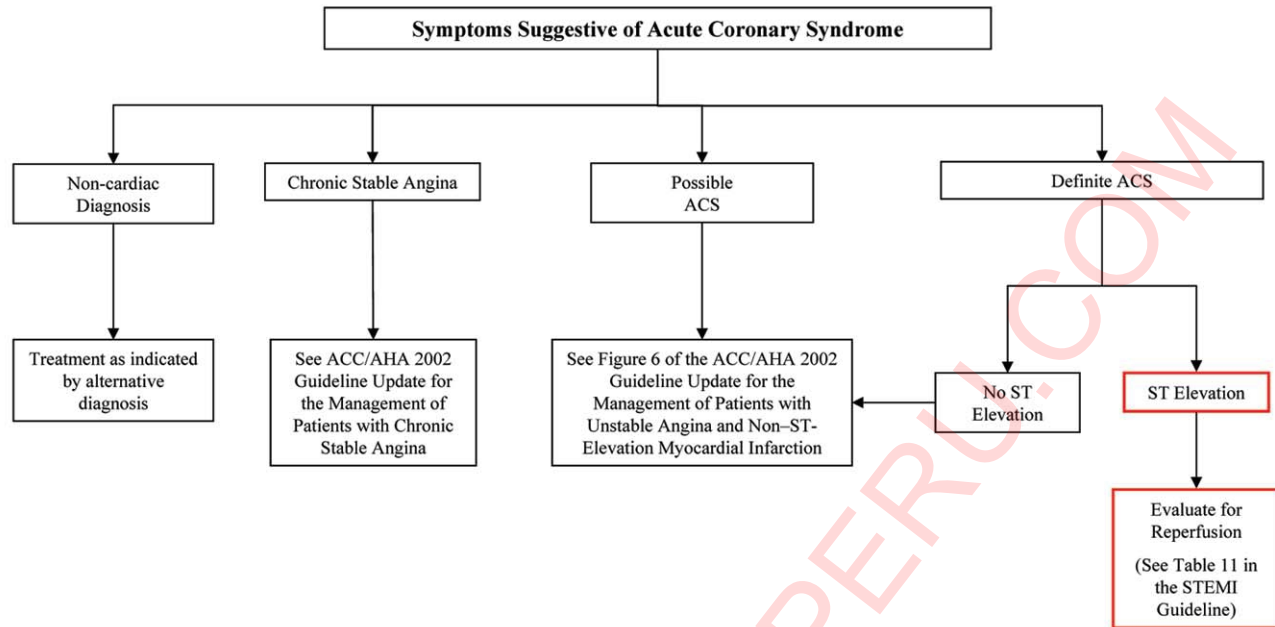 Symptoms Suggestive of Acute Coronary Syndrome
Non-cardiac
Diagnosis
Chronic Stable Angina
Possible
ACS
Definite ACS
Treatment as indicated
by alternative
diagnosis
See ACC/AHA 2002
Guideline Update for
the Management of
Patients with Chronic
Stable Angina
See Figure 6 of the ACC/AHA 2002
Guideline Update for the
Management of Patients with
Unstable Angina and Non–ST-
Elevation Myocardial Infarction
No ST
Elevation
ST Elevation
Evaluate for
Reperfusion
(See Table 11 in
the STEMI
Guideline)
PERU.COM